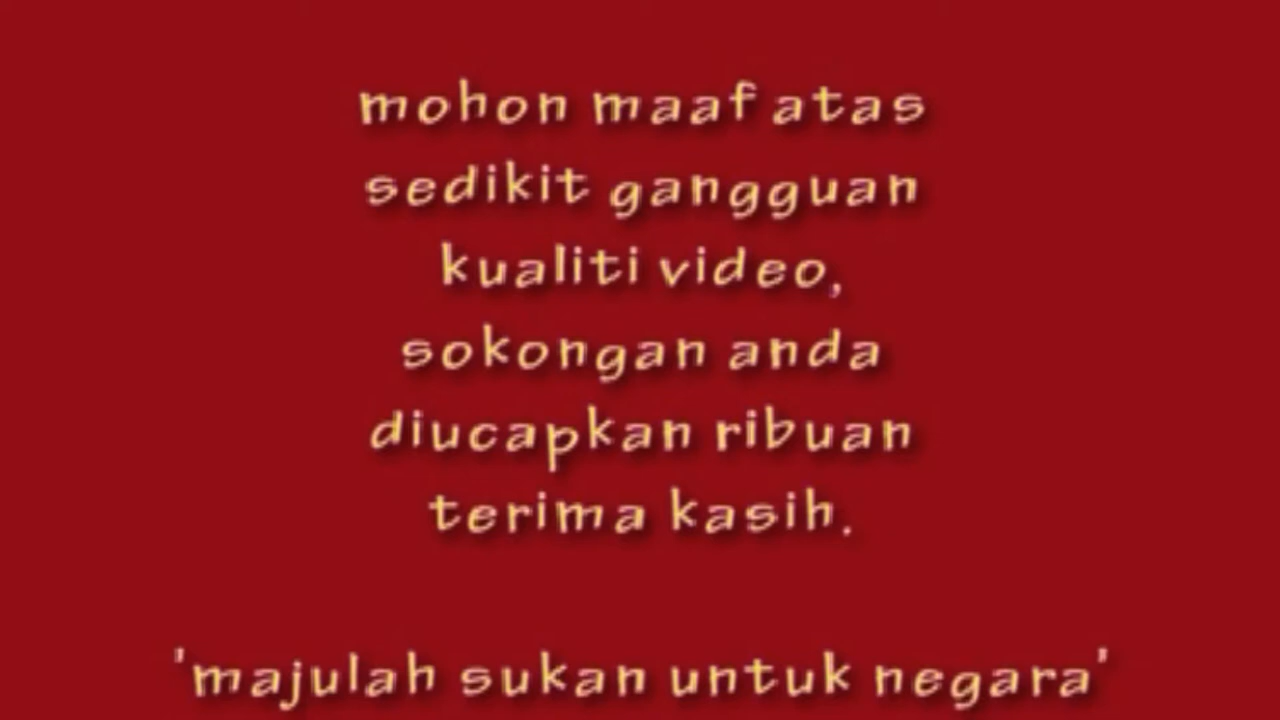 mohon maaf atas
sedikit gangguan
kualiti video,
sokongan anda
diucapkan ribuan
terima kasih.
'majulah sukan untuk negara'